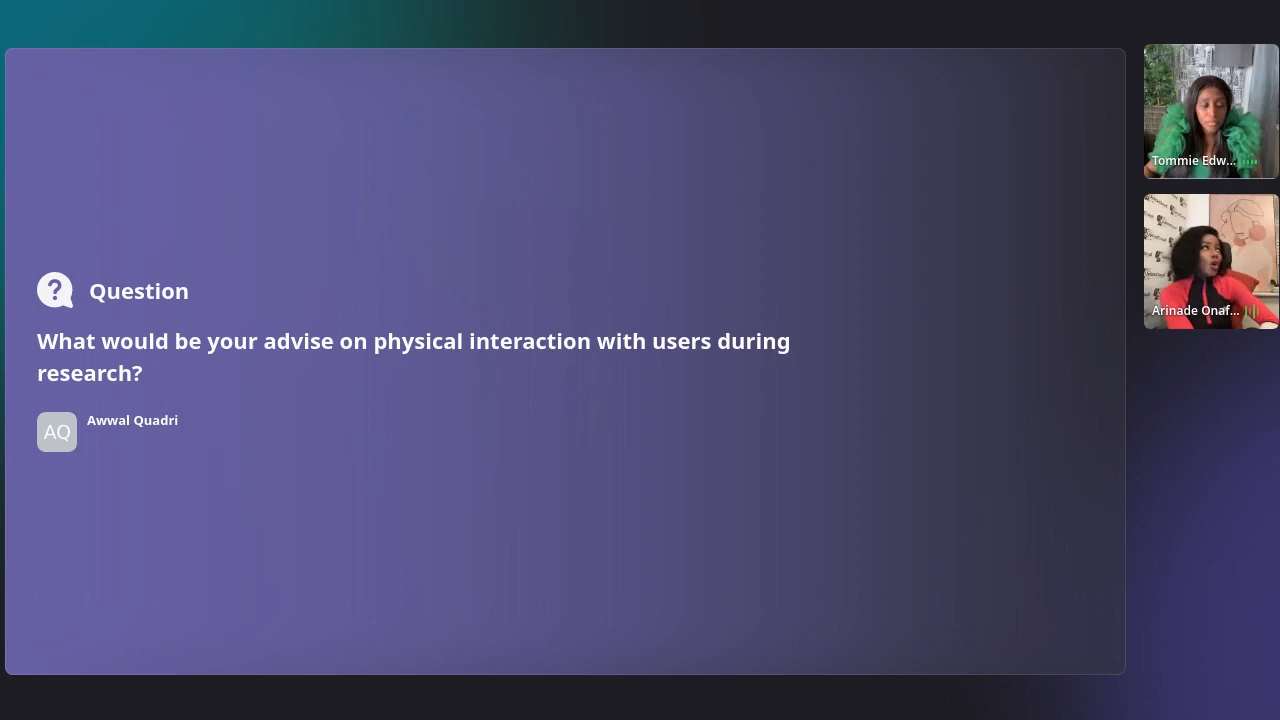 Question
What would be your advise on physical interaction with users during
research?
AQ
Awwal Quadri
Tommie Edw...
Arinade Onaf...